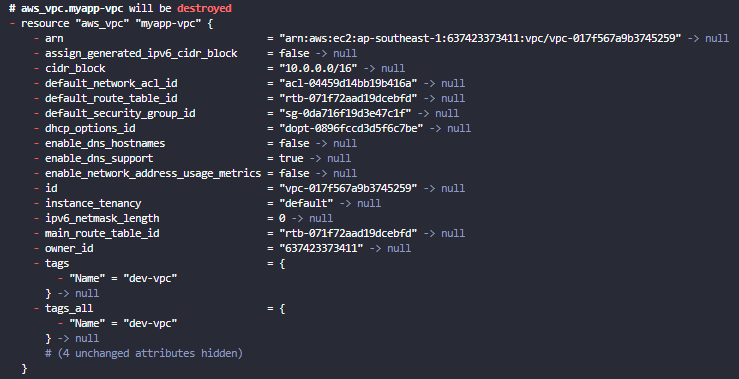 # aws_vpc.myapp-vpc will be destroyed
- resource "aws_vpc" "myapp-vpc" {
- arn = "arn:aws:ec2:ap-southeast-1:637423373411:vpc/vpc-017f567a9b3745259" -> null
- assign_generated_ipv6_cidr_block = false -> null
- cidr_block = "10.0.0.0/16" -> null
- default_network_acl_id = "acl-04459d14bb19b416a" -> null
- default_route_table_id = "rtb-071f72aad19dcebfd" -> null
- default_security_group_id = "sg-0da716f19d3e47c1f" -> null
- dhcp_options_id = "dopt-0896fccd3d5f6c7be" -> null
- enable_dns_hostnames = false -> null
- enable_dns_support = true -> null
- enable_network_address_usage_metrics = false -> null
- id = "vpc-017f567a9b3745259" -> null
- instance_tenancy = "default" -> null
- ipv6_netmask_length = 0 -> null
- main_route_table_id = "rtb-071f72aad19dcebfd" -> null
- owner_id = "637423373411" -> null
- tags = {
- "Name" = "dev-vpc"
} -> null
- tags_all = {
- "Name" = "dev-vpc"
} -> null
# (4 unchanged attributes hidden)
}